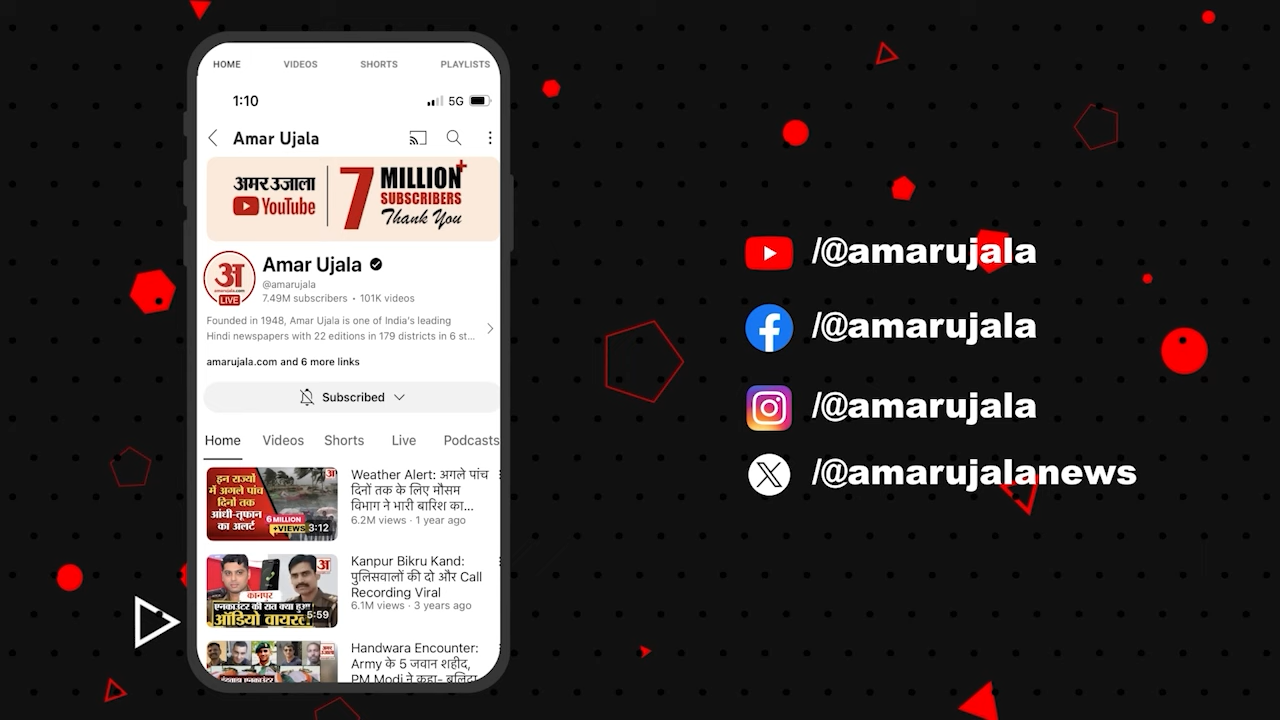 HOME VIDEOS SHORTS PLAYLISTS
1:10 5G
Amar Ujala
अमर उजाला
YouTube
7 MILLION+
SUBSCRIBERS
Thank You
अ
amarujala.com
LIVE
Amar Ujala
@amarujala
7.49M subscribers • 101K videos
Founded in 1948, Amar Ujala is one of India's leading
Hindi newspapers with 22 editions in 179 districts in 6 st...
amarujala.com and 6 more links
Subscribed
Home Videos Shorts Live Podcasts
इन राज्यों
में अगले पांच
दिनों तक
आंधी-तूफान
का अलर्ट
अ
6 MILLION
+VIEWS
3:12
Weather Alert: अगले पांच
दिनों तक के लिए मौसम
विभाग ने भारी बारिश का...
6.2M views · 1 year ago
अ
कानपुर
एनकाउंटर की रात क्या हुआ
ऑडियो वायरल
5:59
Kanpur Bikru Kand:
पुलिसवालों की दो और Call
Recording Viral
6.1M views · 3 years ago
Handwara Encounter:
Army के 5 जवान शहीद,
PM Modi ने कहा-
/@amarujala
/@amarujala
/@amarujala
/@amarujalanews